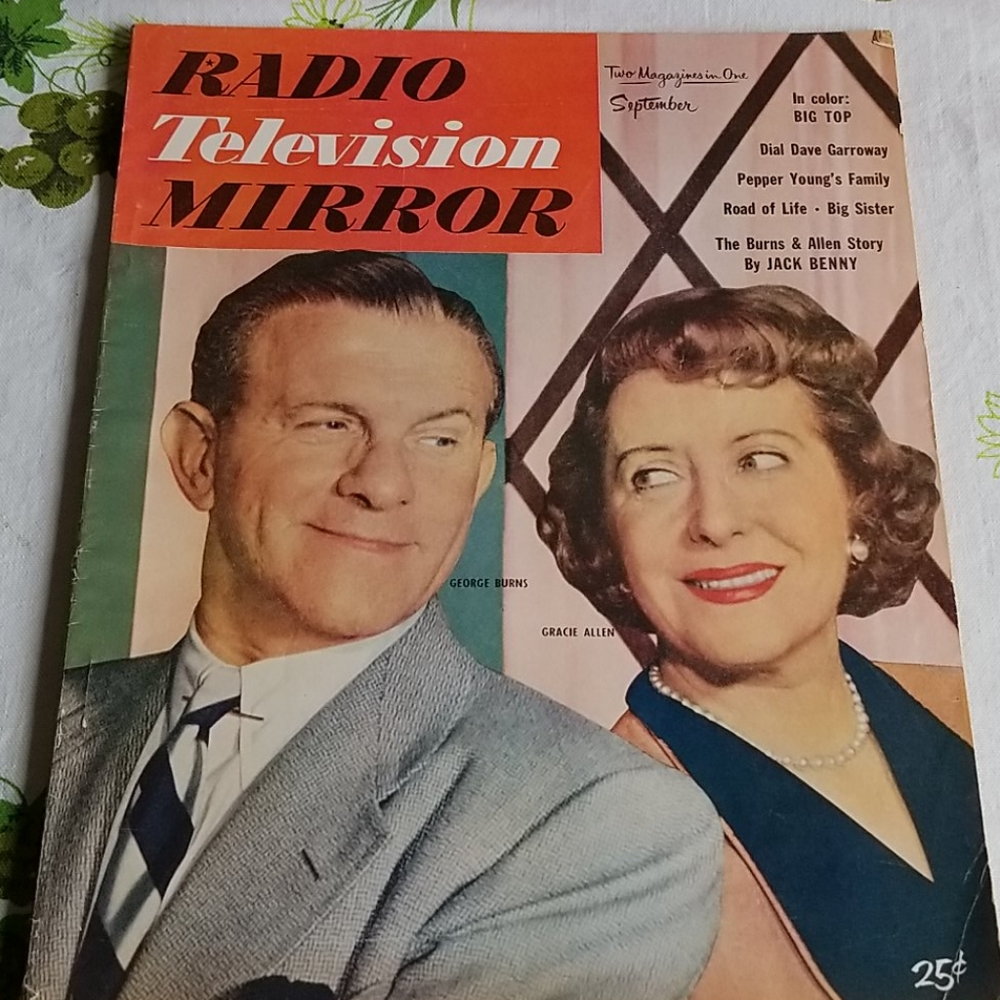 RADIO
Television
MIRROR
Two Magazines in One
September
In color:
BIG TOP
Dial Dave Garroway
Pepper Young's Family
Road of Life • Big Sister
The Burns & Allen Story
By JACK BENNY
GEORGE BURNS
GRACIE ALLEN
25¢